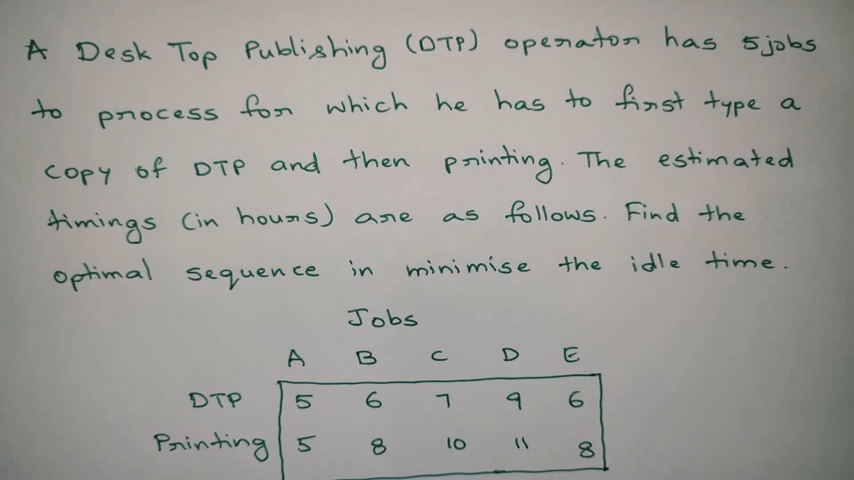 A Desk Top Publishing (DTP) operator has 5 jobs
to process for which he has to first type a
copy of DTP and then printing. The estimated
timings (in hours) are as follows. Find the
optimal sequence in minimise the idle time.
Jobs
A B C D E
DTP 5 6 7 9 6
Printing 5 8 10 11 8